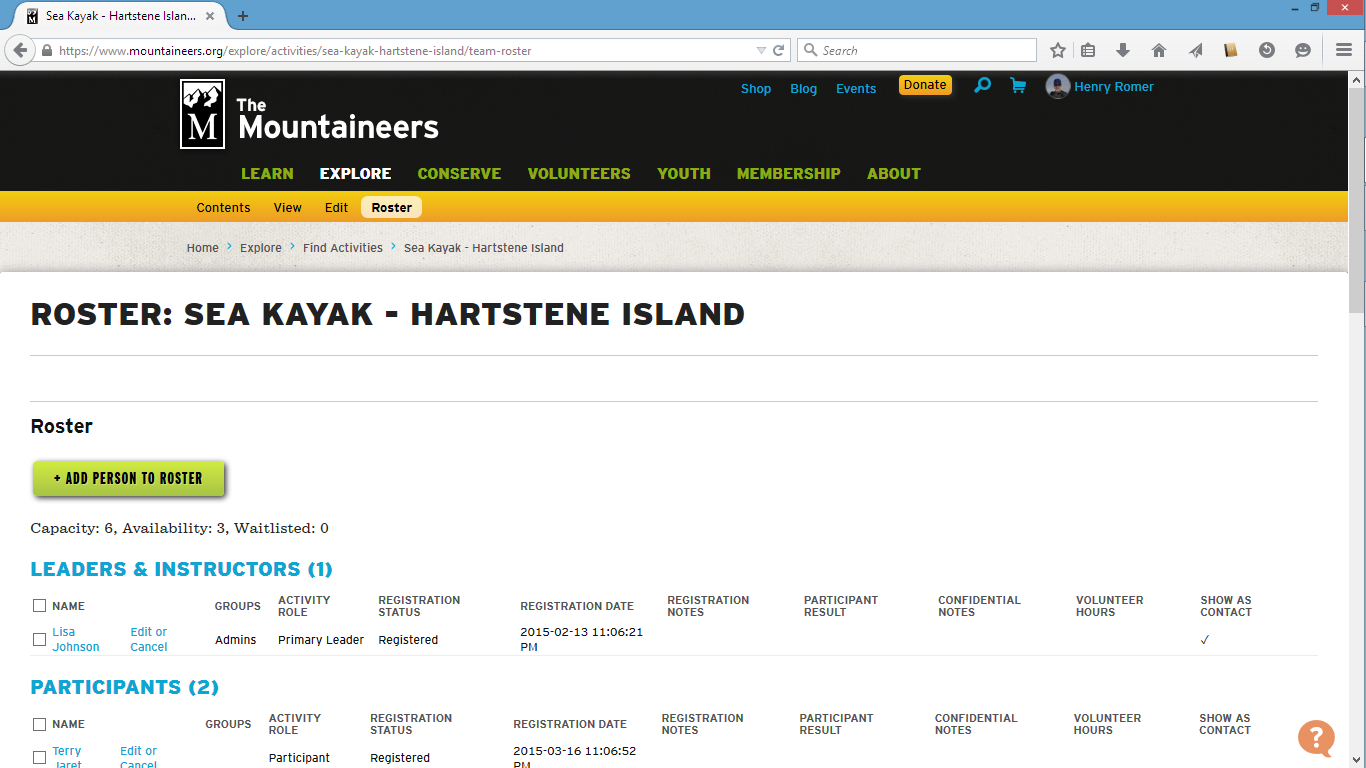 Sea Kayak - Hartstene Islan...
https://www.mountaineers.org/explore/activities/sea-kayak-hartstene-island/team-roster
Search
Shop Blog Events Donate Henry Romer
M The
Mountaineers
LEARN EXPLORE CONSERVE VOLUNTEERS YOUTH MEMBERSHIP ABOUT
Contents View Edit Roster
Home › Explore › Find Activities › Sea Kayak - Hartstene Island
ROSTER: SEA KAYAK - HARTSTENE ISLAND
Roster
+ ADD PERSON TO ROSTER
Capacity: 6, Availability: 3, Waitlisted: 0
LEADERS & INSTRUCTORS (1)
NAME GROUPS ACTIVITY ROLE REGISTRATION STATUS REGISTRATION DATE REGISTRATION NOTES PARTICIPANT RESULT CONFIDENTIAL NOTES VOLUNTEER HOURS SHOW AS CONTACT
Lisa Johnson Edit or Cancel Admins Primary Leader Registered 2015-02-13 11:06:21 PM ✓
PARTICIPANTS (2)
NAME GROUPS ACTIVITY ROLE REGISTRATION STATUS REGISTRATION DATE REGISTRATION NOTES PARTICIPANT RESULT CONFIDENTIAL NOTES VOLUNTEER HOURS SHOW AS CONTACT
Terry Jaret Edit or Cancel Participant Registered 2015-03-16 11:06:52 PM
?